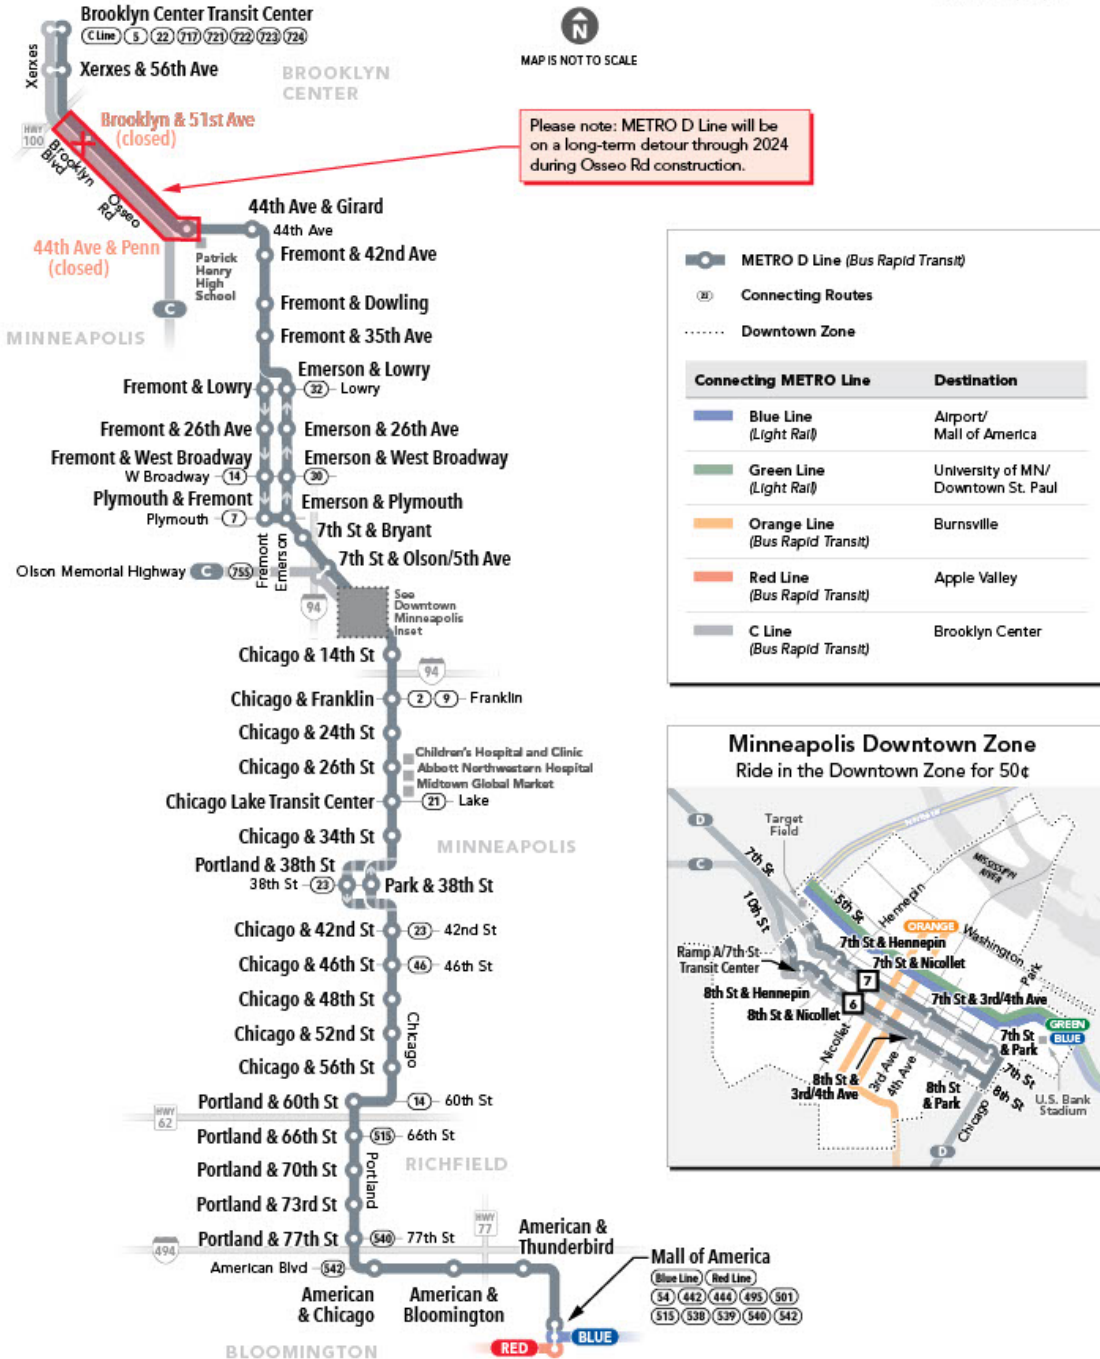 Brooklyn Center Transit Center
C Line 5 22 717 721 722 723 724
N
MAP IS NOT TO SCALE
Xerxes
Xerxes & 56th Ave
BROOKLYN
CENTER
HWY
100
Brooklyn & 51st Ave
(closed)
Brooklyn
Blvd
Osseo
Rd
Please note: METRO D Line will be
on a long-term detour through 2024
during Osseo Rd construction.
44th Ave & Girard
44th Ave
44th Ave & Penn
(closed)
Patrick
Henry
High
School
C
MINNEAPOLIS
Fremont & 42nd Ave
Fremont & Dowling
Fremont & 35th Ave
Emerson & Lowry
Fremont & Lowry
32 Lowry
Fremont & 26th Ave
Emerson & 26th Ave
Fremont & West Broadway
Emerson & West Broadway
W Broadway 14
30
Plymouth & Fremont
Emerson & Plymouth
Plymouth 7
7th St & Bryant
Fremont
Emerson
7th St & Olson/5th Ave
Olson Memorial Highway C 755
94
See
Downtown
Minneapolis
Inset
Chicago & 14th St
94
Chicago & Franklin
2 9 Franklin
Chicago & 24th St
Chicago & 26th St
Children's Hospital and Clinic
Abbott Northwestern Hospital
Midtown Global Market
Chicago Lake Transit Center
21 Lake
Chicago & 34th St
MINNEAPOLIS
Portland & 38th St
38th St 23
Park & 38th St
Chicago & 42nd St
23 42nd St
Chicago & 46th St
46 46th St
Chicago & 48th St
Chicago & 52nd St
Chicago
Chicago & 56th St
Portland & 60th St
14 60th St
HWY
62
Portland & 66th St
515 66th St
RICHFIELD
Portland & 70th St
Portland
Portland & 73rd St
Portland & 77th St
540 77th St
HWY
77
494
American Blvd 542
American
& Chicago
American &
Bloomington
American &
Thunderbird
Mall of America
Blue Line Red Line
54 442 444 495 501
515 538 539 540 542
RED
BLUE
BLOOMINGTON
METRO D Line (Bus Rapid Transit)
23 Connecting Routes
Downtown Zone
Connecting METRO Line Destination
Blue Line
(Light Rail)
Airport/
Mall of America
Green Line
(Light Rail)
University of MN/
Downtown St. Paul
Orange Line
(Bus Rapid Transit)
Burnsville
Red Line
(Bus Rapid Transit)
Apple Valley
C Line
(Bus Rapid Transit)
Brooklyn Center
Minneapolis Downtown Zone
Ride in the Downtown Zone for 50¢
D
C
Target
Field
7th St
10th St
5th St
Hennepin
MISSISSIPPI
RIVER
ORANGE
Washington
Park
7th St & Hennepin
7th St & Nicollet
Ramp A/7th St
Transit Center
7
6
8th St & Hennepin
8th St & Nicollet
7th St & 3rd/4th Ave
GREEN
BLUE
7th St
& Park
Nicollet
3rd Ave
4th Ave
8th St &
3rd/4th Ave
8th St
& Park
7th St
8th St
U.S. Bank
Stadium
Chicago
D